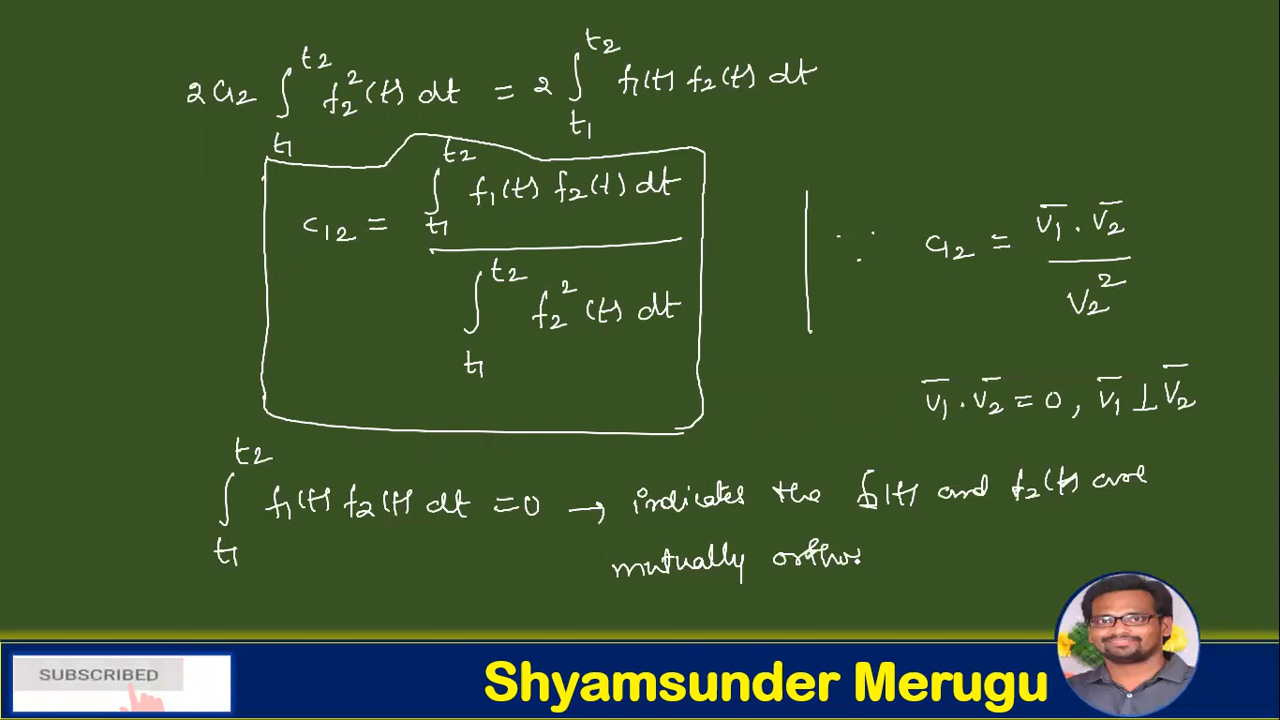 2 C12 ∫_{t1}^{t2} f2²(t) dt = 2 ∫_{t1}^{t2} f1(t) f2(t) dt
C12 = ∫_{t1}^{t2} f1(t) f2(t) dt / ∫_{t1}^{t2} f2²(t) dt
∵ C12 = V̄1 . V̄2 / V2²
V̄1 . V̄2 = 0, V̄1 ⊥ V̄2
∫_{t1}^{t2} f1(t) f2(t) dt = 0 → indicates the f1(t) and f2(t) are
mutually ortho
SUBSCRIBED
Shyamsunder Merugu